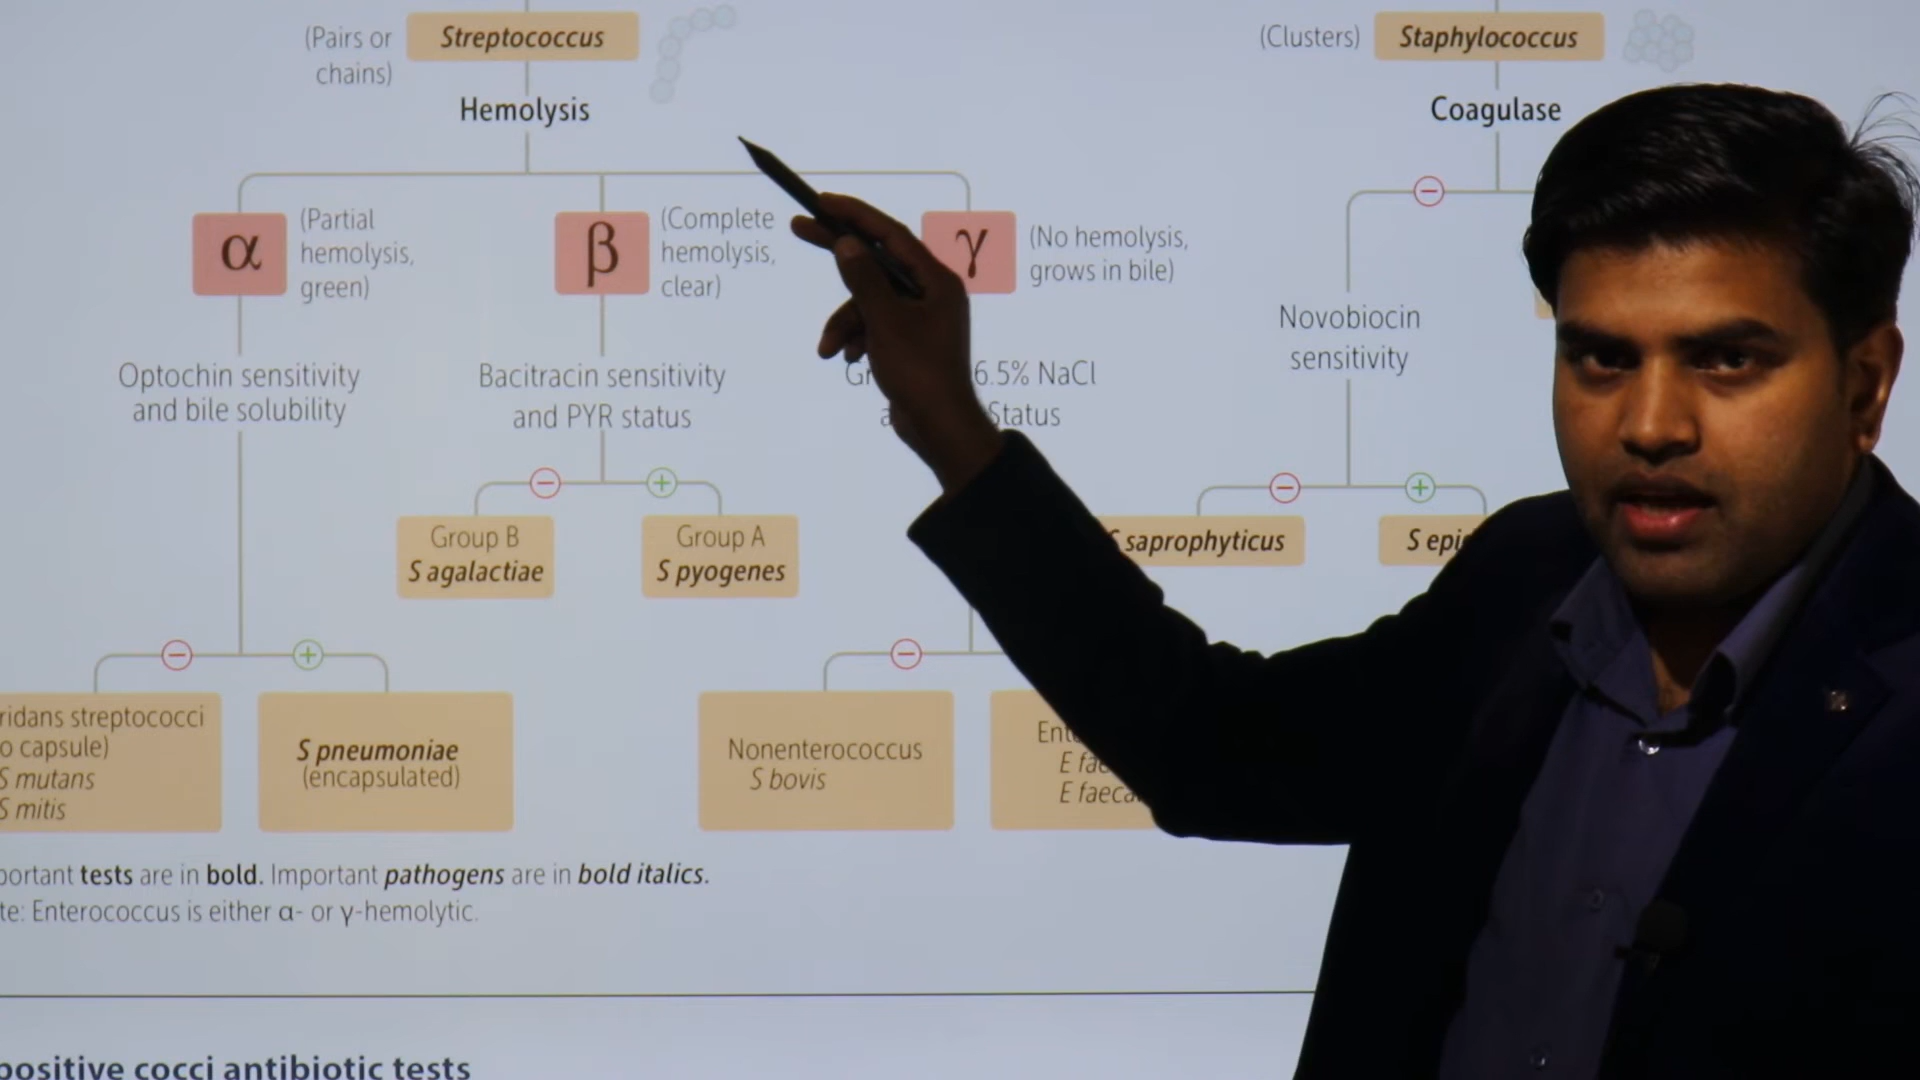 (Pairs or
chains)
Streptococcus
(Clusters)
Staphylococcus
Hemolysis
Coagulase
−
α
(Partial
hemolysis,
green)
β
(Complete
hemolysis,
clear)
γ
(No hemolysis,
grows in bile)
Novobiocin
sensitivity
Optochin sensitivity
and bile solubility
Bacitracin sensitivity
and PYR status
6.5% NaCl
Status
− +
− +
Group B
S agalactiae
Group A
S pyogenes
S saprophyticus
S epi
− +
−
ridans streptococci
o capsule)
S mutans
S mitis
S pneumoniae
(encapsulated)
Nonenterococcus
S bovis
Ent
E fae
E faeca
portant tests are in bold. Important pathogens are in bold italics.
te: Enterococcus is either α- or γ-hemolytic.
positive cocci antibiotic tests